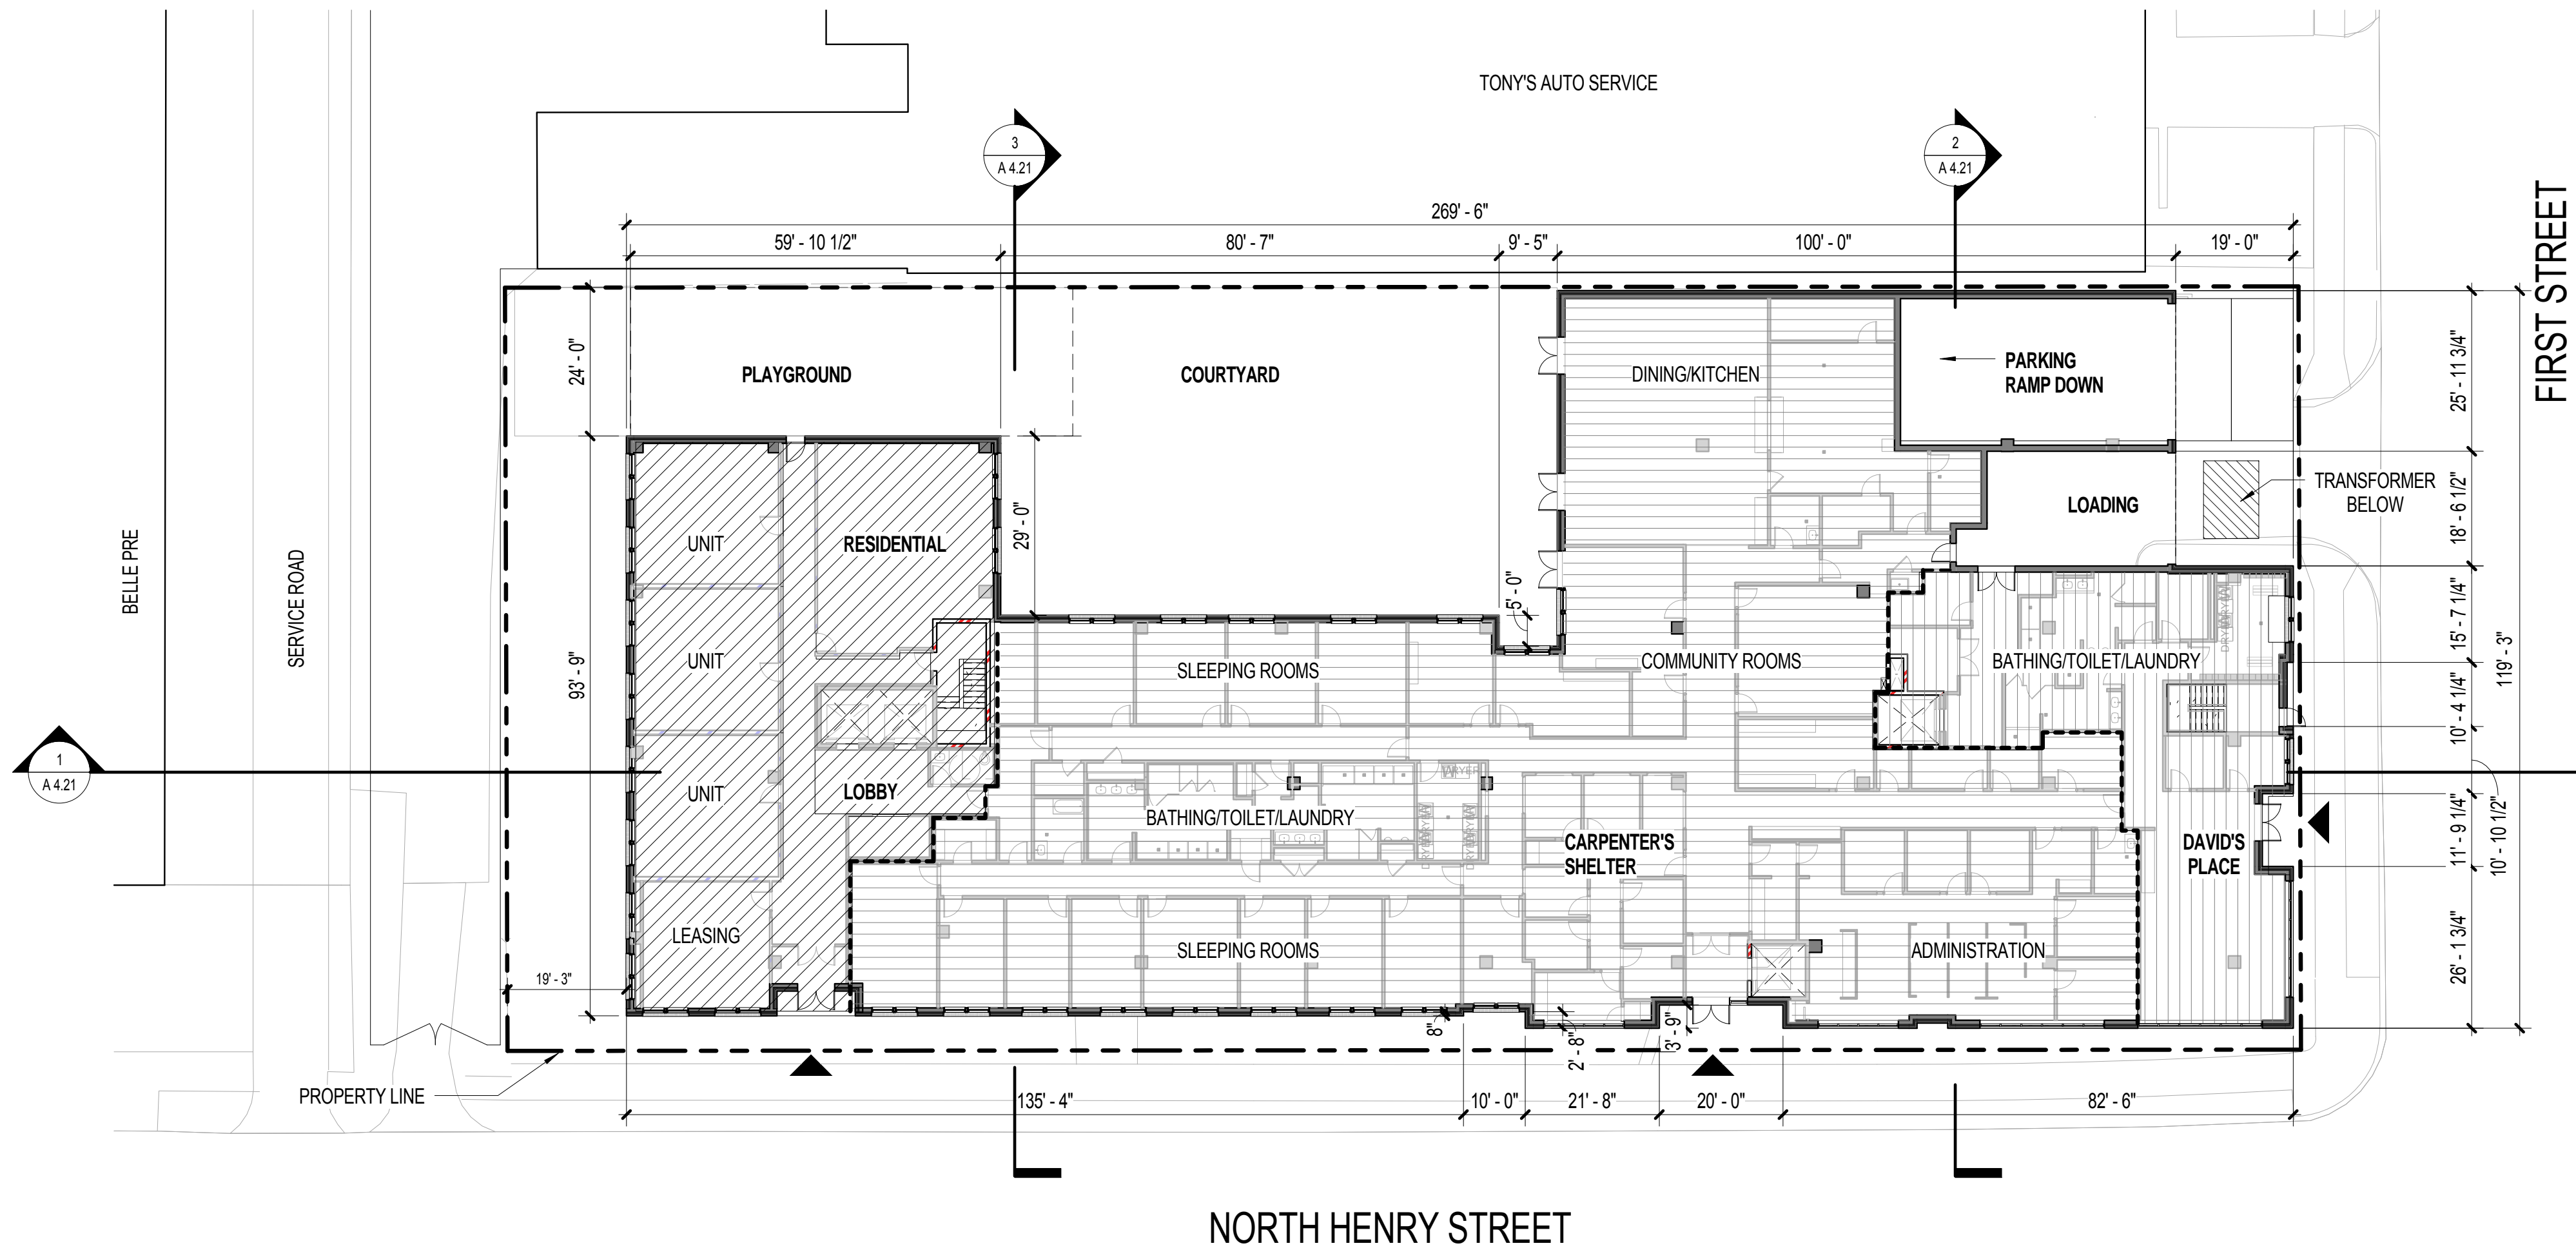 TONY'S AUTO SERVICE
3
A 4.21
2
A 4.21
269' - 6"
59' - 10 1/2"
80' - 7"
9' - 5"
100' - 0"
19' - 0"
FIRST STREET
24' - 0"
PLAYGROUND
COURTYARD
DINING/KITCHEN
PARKING
RAMP DOWN
25' - 11 3/4"
TRANSFORMER
BELOW
LOADING
18' - 6 1/2"
29' - 0"
UNIT
RESIDENTIAL
BELLE PRE
SERVICE ROAD
5' - 0"
15' - 7 1/4"
119' - 3"
93' - 9"
UNIT
SLEEPING ROOMS
COMMUNITY ROOMS
BATHING/TOILET/LAUNDRY
10' - 4 1/4"
1
A 4.21
UNIT
LOBBY
BATHING/TOILET/LAUNDRY
CARPENTER'S
SHELTER
DAVID'S
PLACE
11' - 9 1/4"
10' - 10 1/2"
LEASING
SLEEPING ROOMS
ADMINISTRATION
26' - 1 3/4"
19' - 3"
8"
2' - 8"
3' - 9"
PROPERTY LINE
135' - 4"
10' - 0"
21' - 8"
20' - 0"
82' - 6"
NORTH HENRY STREET